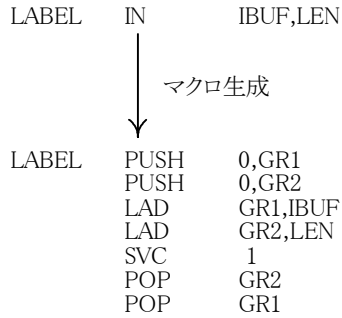 LABEL IN IBUF,LEN
マクロ生成
LABEL PUSH 0,GR1
PUSH 0,GR2
LAD GR1,IBUF
LAD GR2,LEN
SVC 1
POP GR2
POP GR1